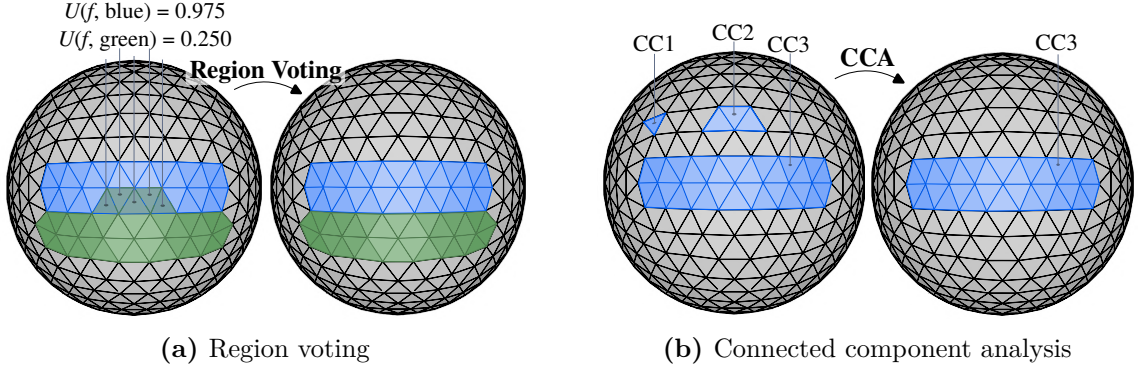 U(f, blue) = 0.975
U(f, green) = 0.250
Region Voting
CC1
CC2
CC3
CCA
CC3
(a) Region voting
(b) Connected component analysis